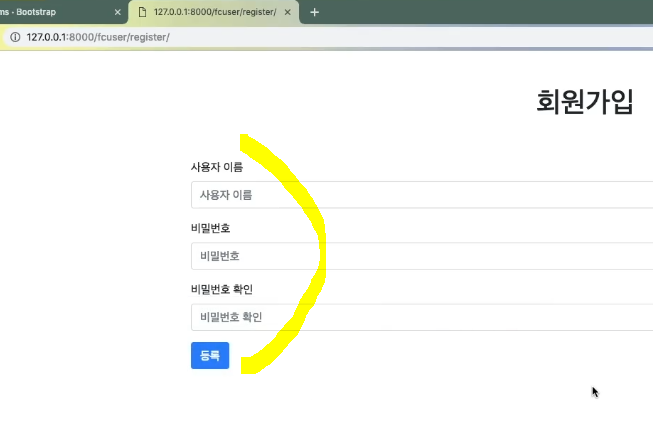 ms - Bootstrap
127.0.0.1:8000/fcuser/register/
127.0.0.1:8000/fcuser/register/
회원가입
사용자 이름
사용자 이름
비밀번호
비밀번호
비밀번호 확인
비밀번호 확인
등록